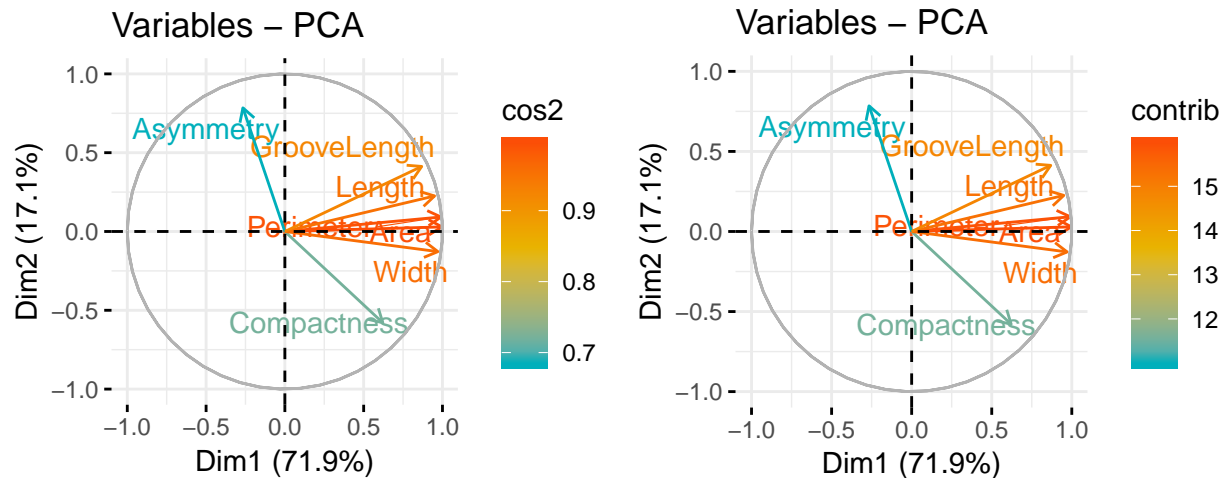 Variables – PCA
1.0
0.5
0.0
−0.5
−1.0
Dim2 (17.1%)
Asymmetry
GrooveLength
Length
Perimeter
Area
Width
Compactness
−1.0
−0.5
0.0
0.5
1.0
Dim1 (71.9%)
cos2
0.9
0.8
0.7
Variables – PCA
1.0
0.5
0.0
−0.5
−1.0
Dim2 (17.1%)
Asymmetry
GrooveLength
Length
Perimeter
Area
Width
Compactness
−1.0
−0.5
0.0
0.5
1.0
Dim1 (71.9%)
contrib
15
14
13
12